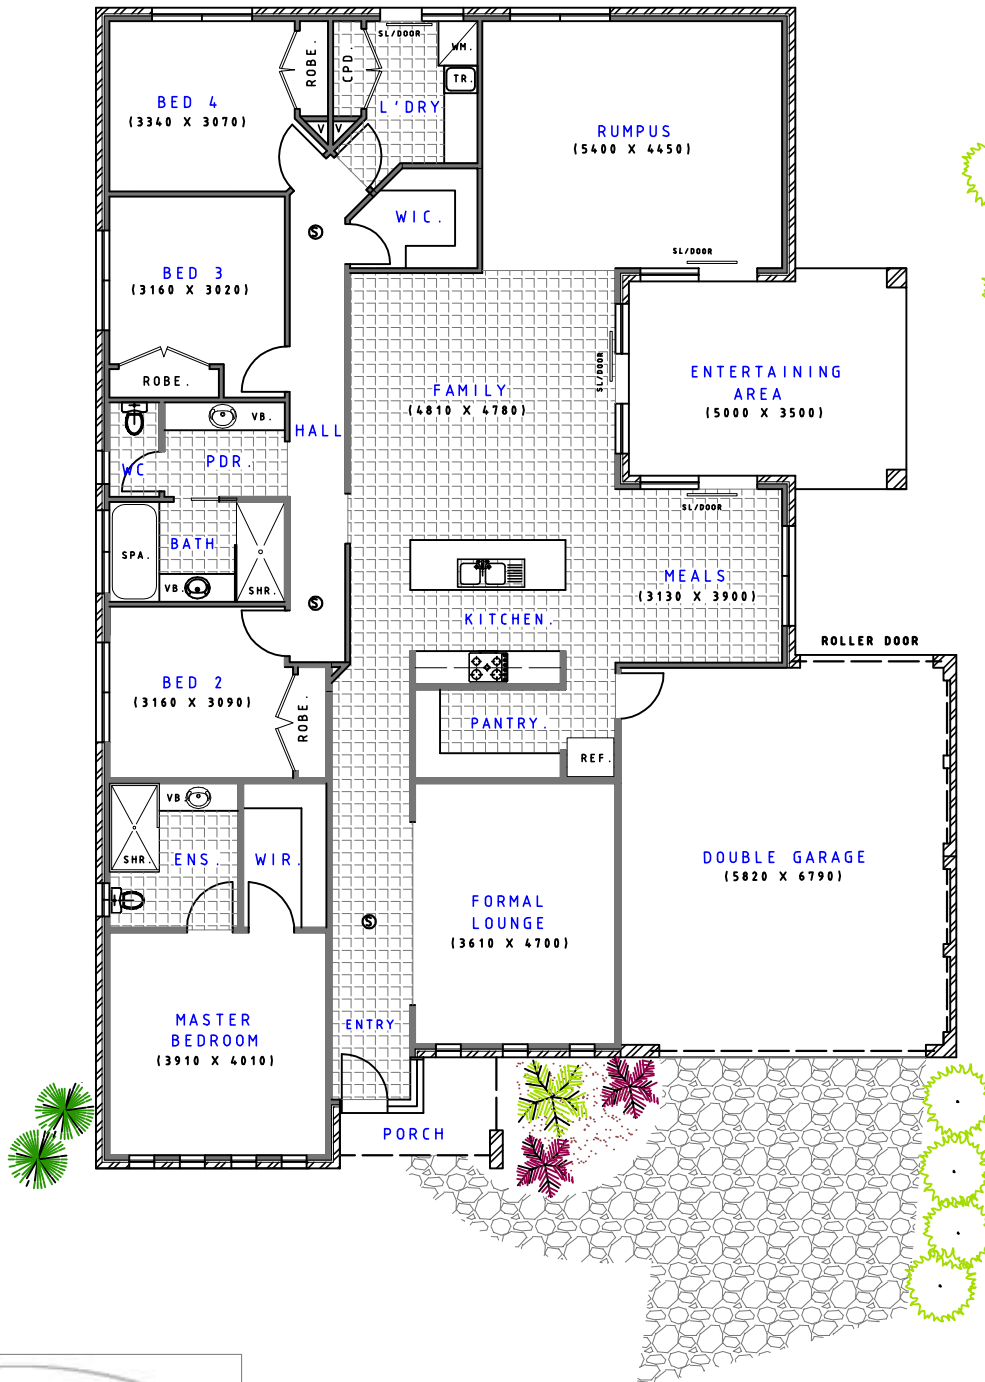 SL/DOOR
ROBE.
CPD.
WM.
TR.
BED 4
(3340 X 3070)
L'DRY
V V
RUMPUS
(5400 X 4450)
WIC.
S
SL/DOOR
BED 3
(3160 X 3020)
ROBE.
SL/DOOR
FAMILY
(4810 X 4780)
ENTERTAINING
AREA
(5000 X 3500)
VB.
HALL
WC
PDR.
SL/DOOR
SPA.
BATH
VB.
SHR.
S
MEALS
(3130 X 3900)
KITCHEN.
ROLLER DOOR
BED 2
(3160 X 3090)
ROBE.
PANTRY.
REF.
VB.
SHR.
ENS.
WIR.
DOUBLE GARAGE
(5820 X 6790)
FORMAL
LOUNGE
(3610 X 4700)
S
MASTER
BEDROOM
(3910 X 4010)
ENTRY
PORCH